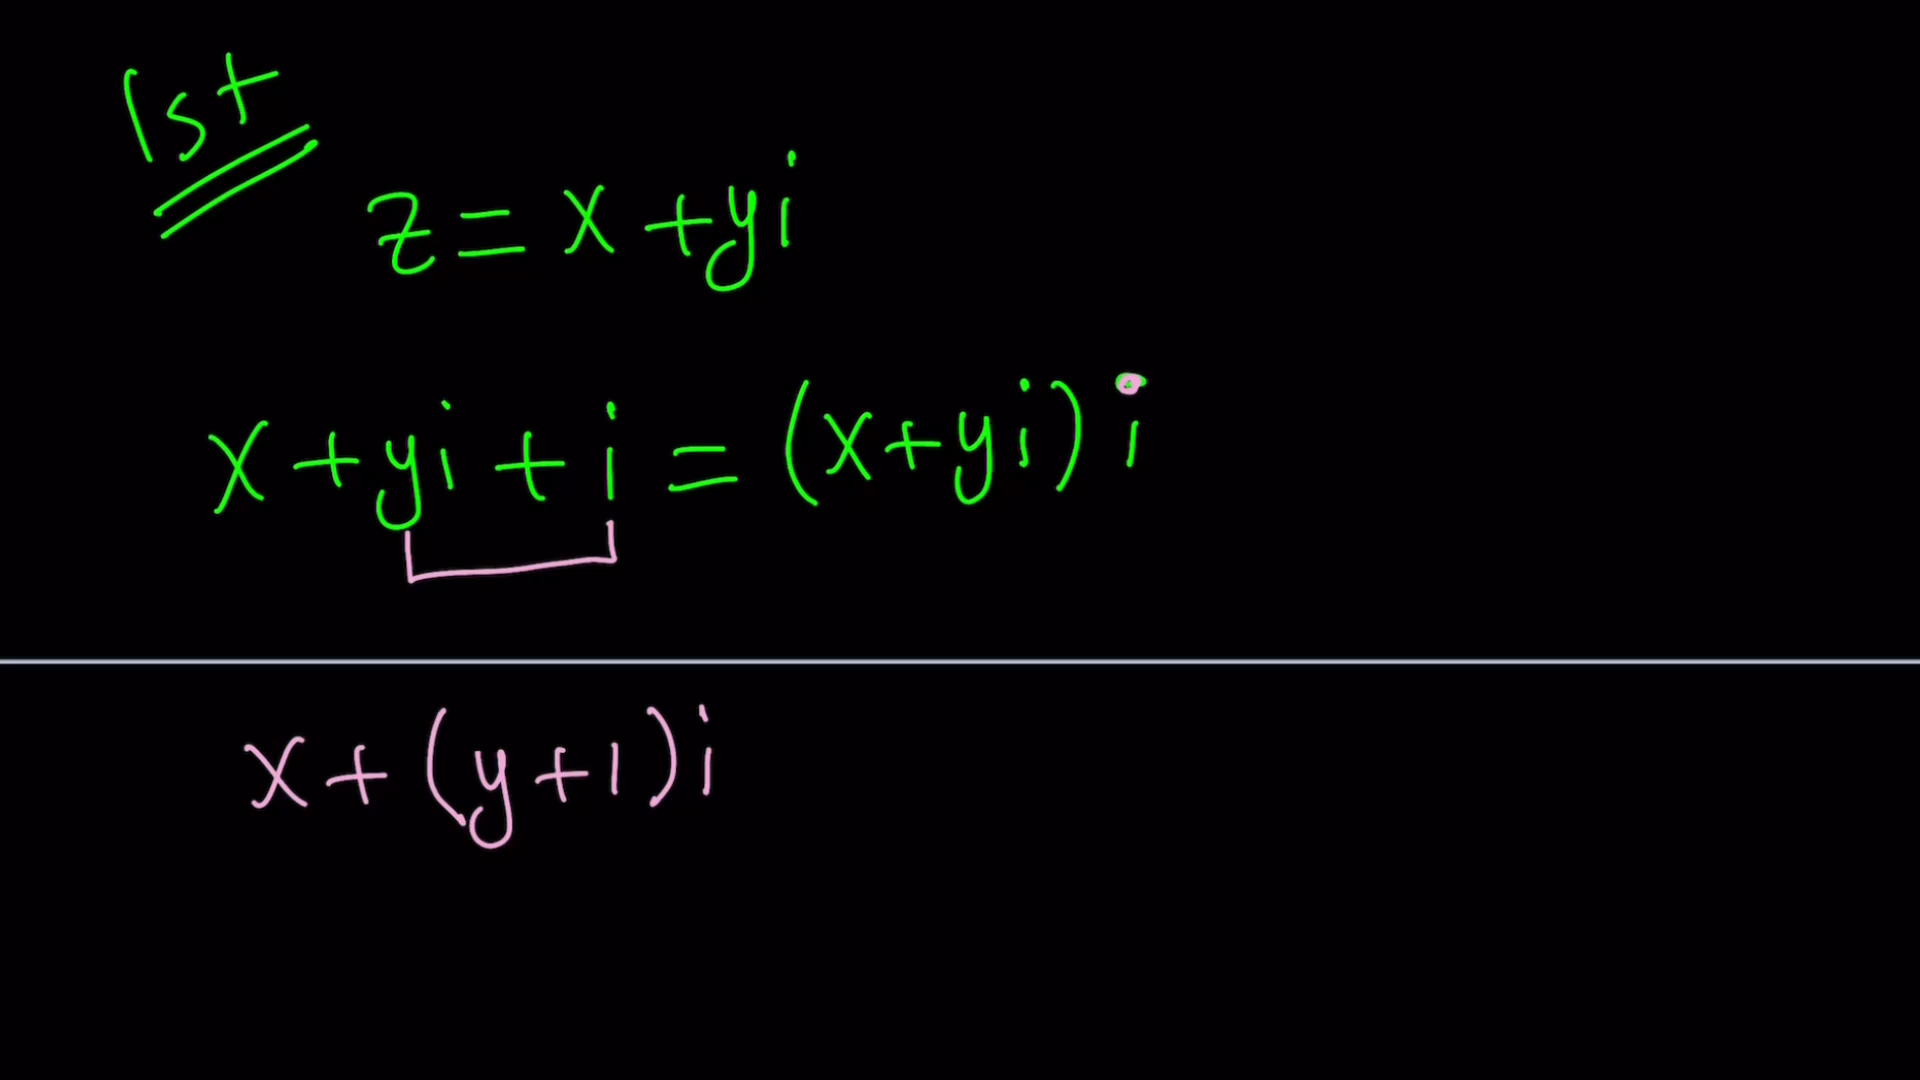 1st
z = x + yi
x + yi + i = (x + yi) i
x + (y + 1) i